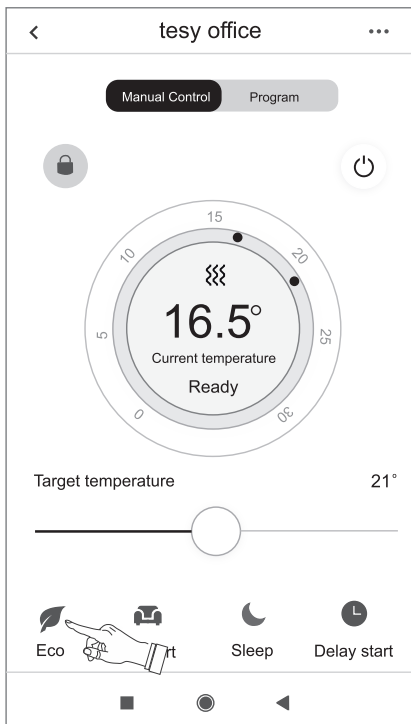 tesy office
Manual Control Program
15
10 20
5 25
0 30
16.5°
Current temperature
Ready
Target temperature 21°
Eco rt Sleep Delay start